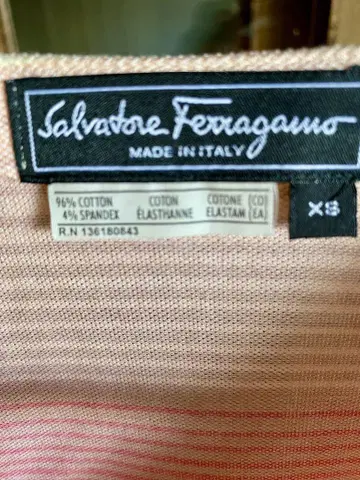 Salvatore Ferragamo
MADE IN ITALY
96% COTTON COTON COTONE (CO)
4% SPANDEX ÉLASTHANNE ELASTAM (EA)
R.N 136180843
XS